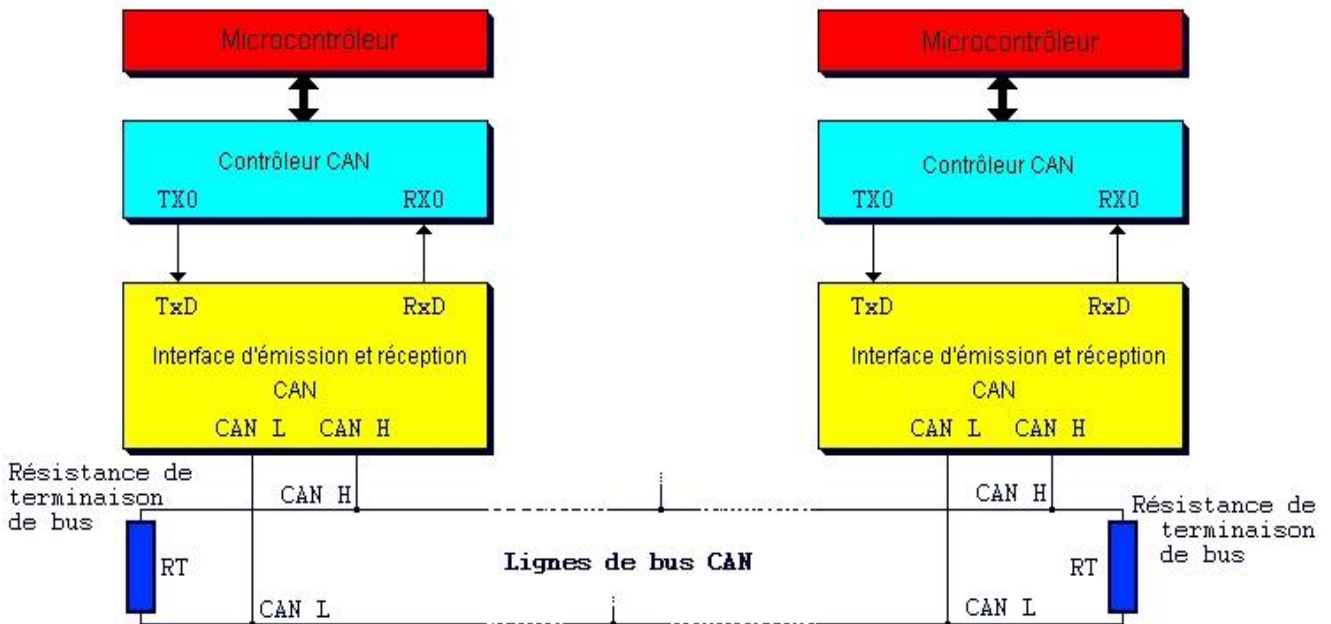 Microcontrôleur
Microcontrôleur
Contrôleur CAN
TX0 RX0
Contrôleur CAN
TX0 RX0
TxD RxD
Interface d'émission et réception
CAN
CAN L CAN H
TxD RxD
Interface d'émission et réception
CAN
CAN L CAN H
Résistance de
terminaison
de bus
CAN H
CAN H
Résistance de
terminaison
de bus
RT
Lignes de bus CAN
RT
CAN L
CAN L